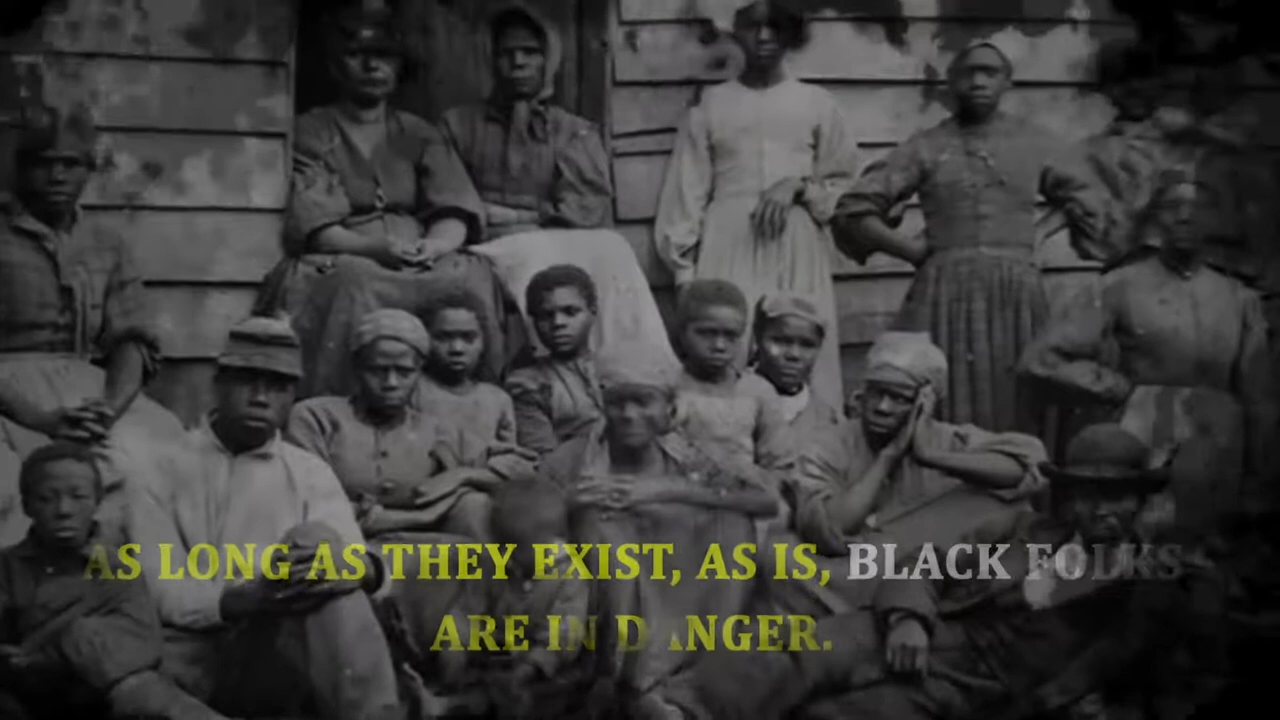 AS LONG AS THEY EXIST, AS IS, BLACK FOLKS
ARE IN DANGER.